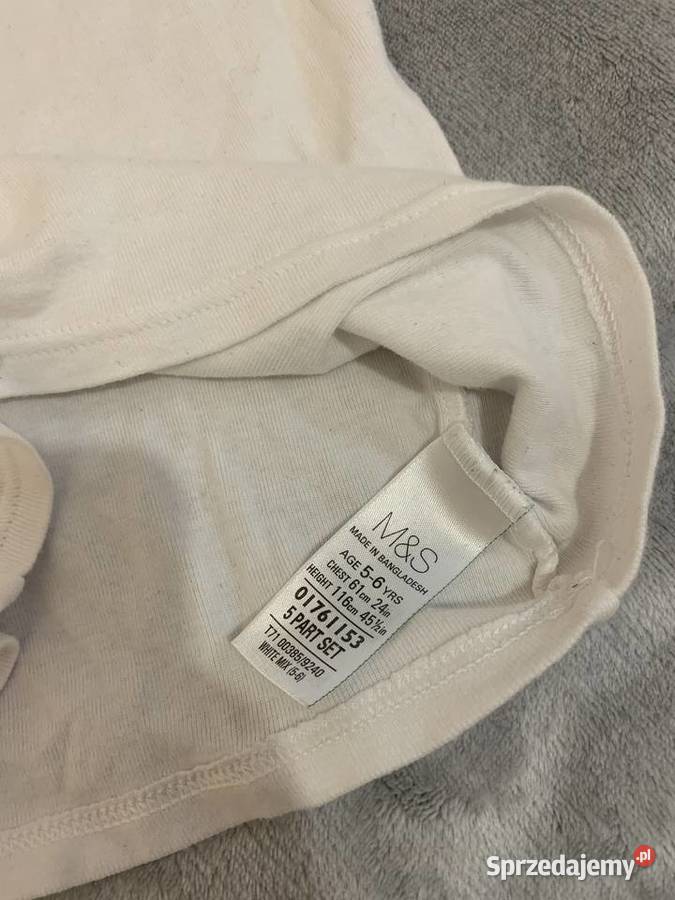 M&S
MADE IN BANGLADESH
AGE 5-6 YRS
CHEST 61cm 24in
HEIGHT 116cm 45½in
01761153
5 PART SET
T71 00385/9240
WHITE MIX (5-6)
Sprzedajemy.pl